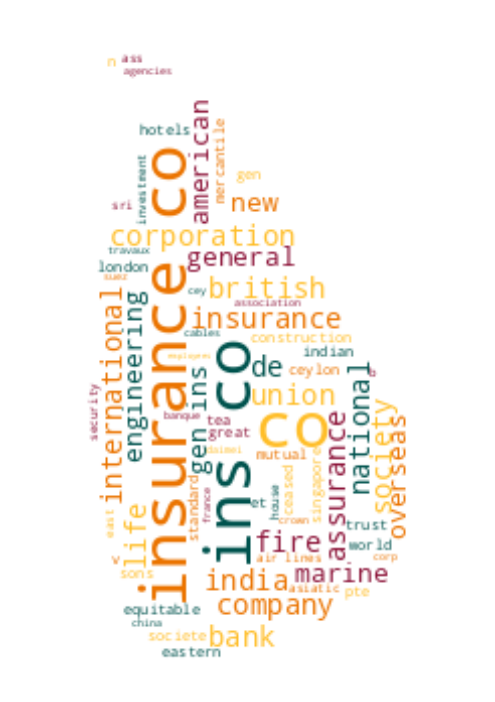 n ass
agencies
hotels
american
mercantile
investment
insurance co
gen
sri
new
corporation
travaux
general
london
suez
british
cey
association
international
engineering
insurance
cables
construction
indian
employers
ins co
de
ceylon
national
union
security
gen ins
banque
tea
great
co
society
overseas
assurance
daimei
mutual
singapore
ceased
standard
france
et
house
crown
trust
east
life
fire
world
corp
v
air lines
sons
india
asiatic
marine
pte
equitable
company
china
societe
bank
eastern